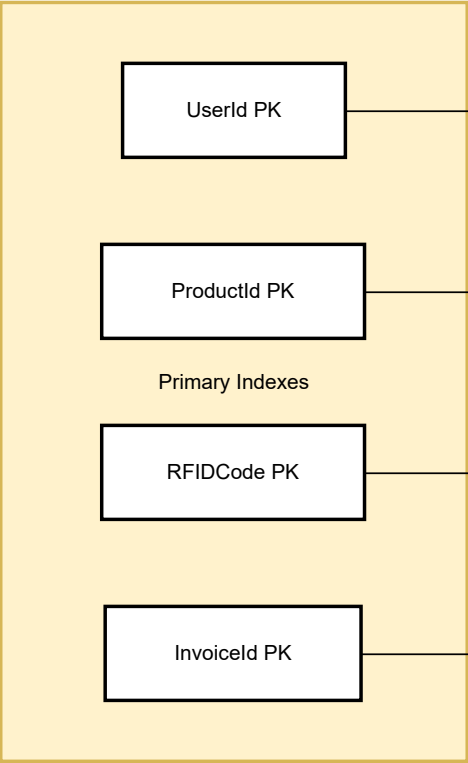 UserId PK
ProductId PK
Primary Indexes
RFIDCode PK
InvoiceId PK